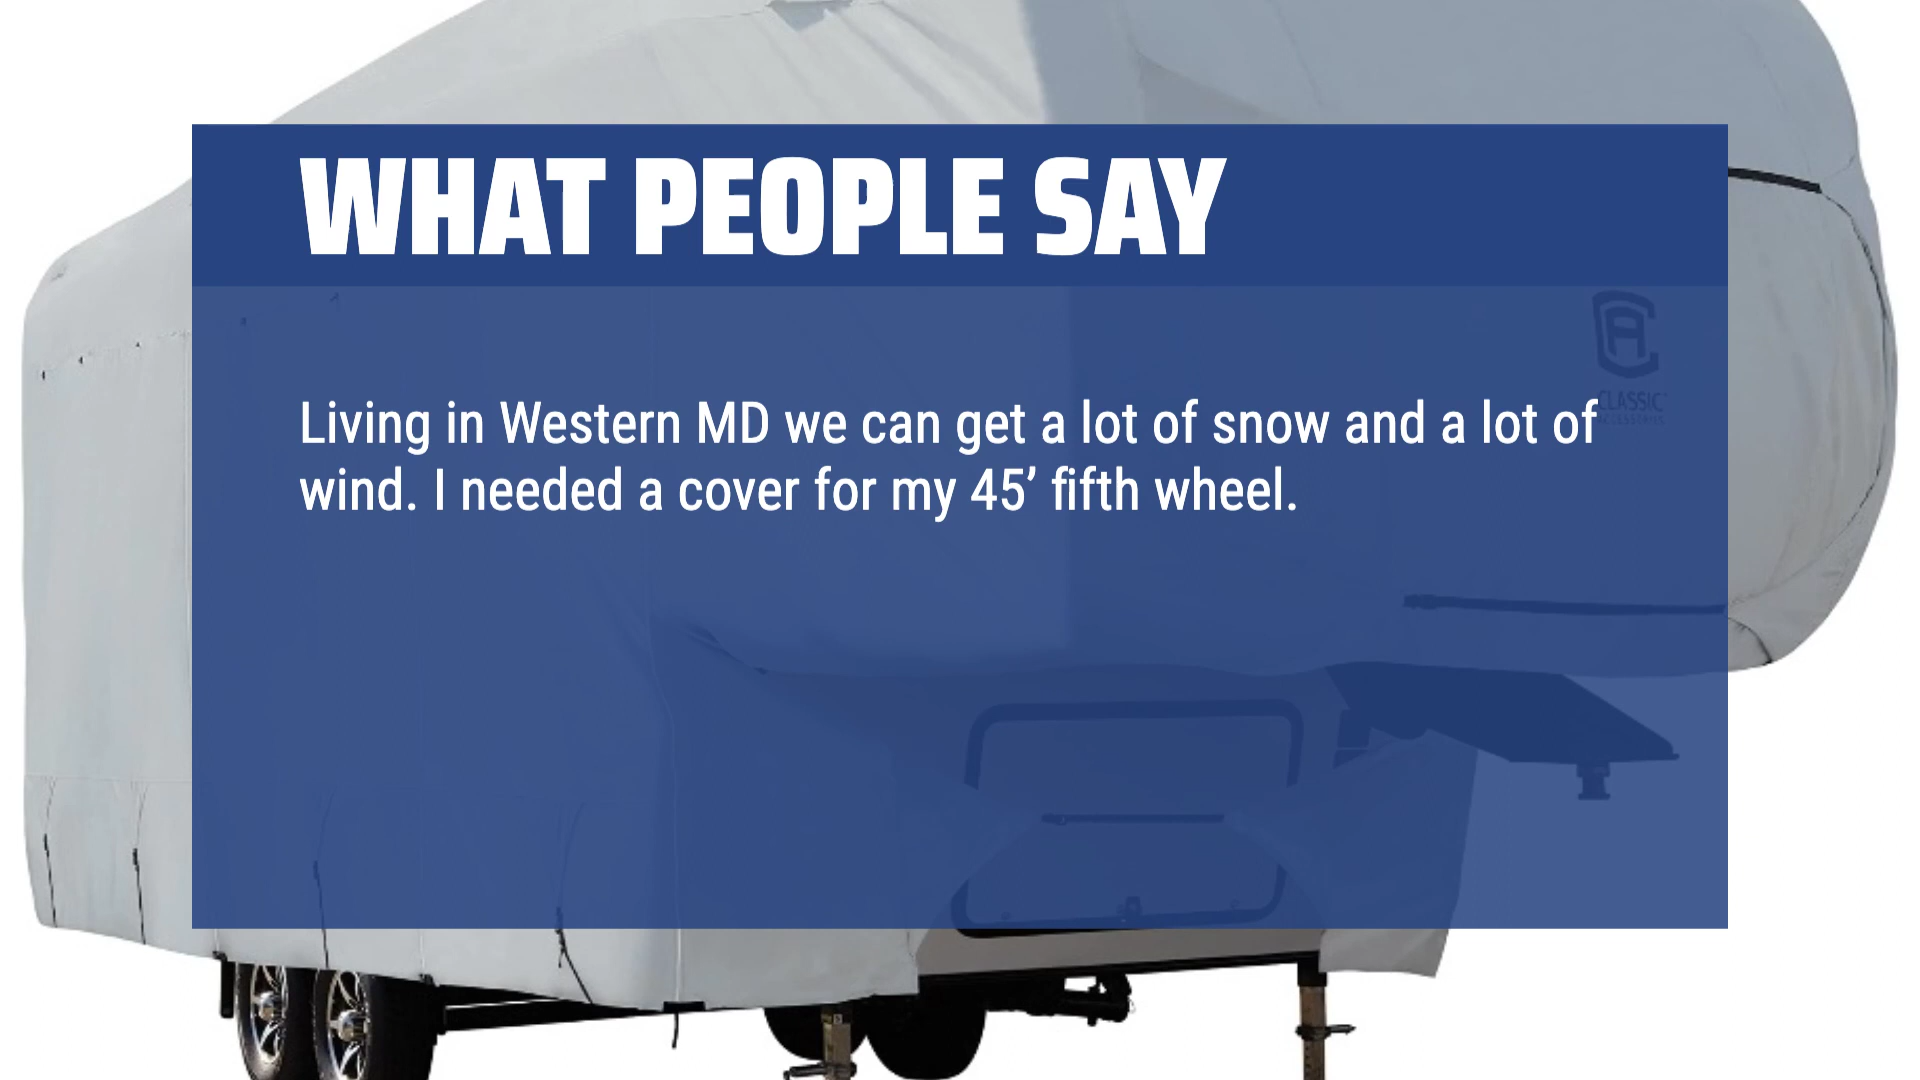 WHAT PEOPLE SAY
CLASSIC
ACCESSORIES
Living in Western MD we can get a lot of snow and a lot of
wind. I needed a cover for my 45’ fifth wheel.